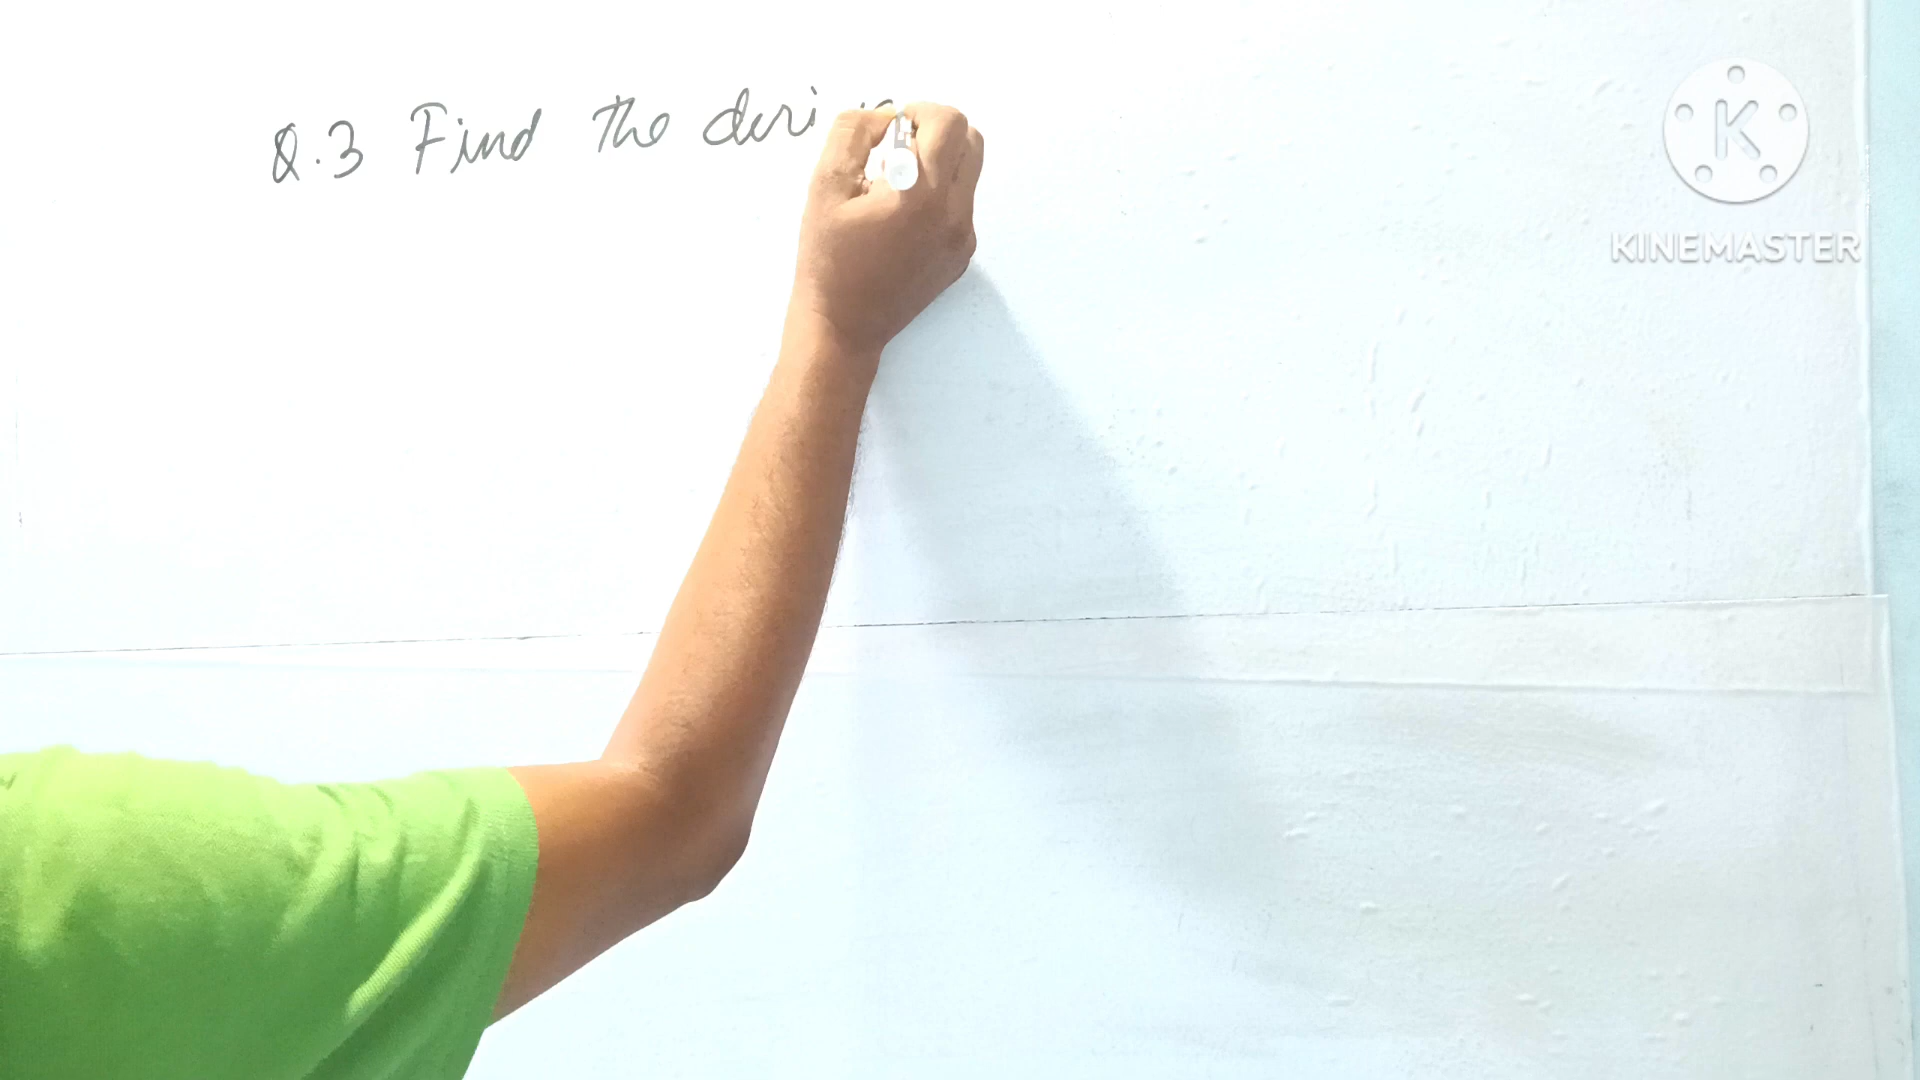 Q.3 Find the deri
K
KINEMASTER